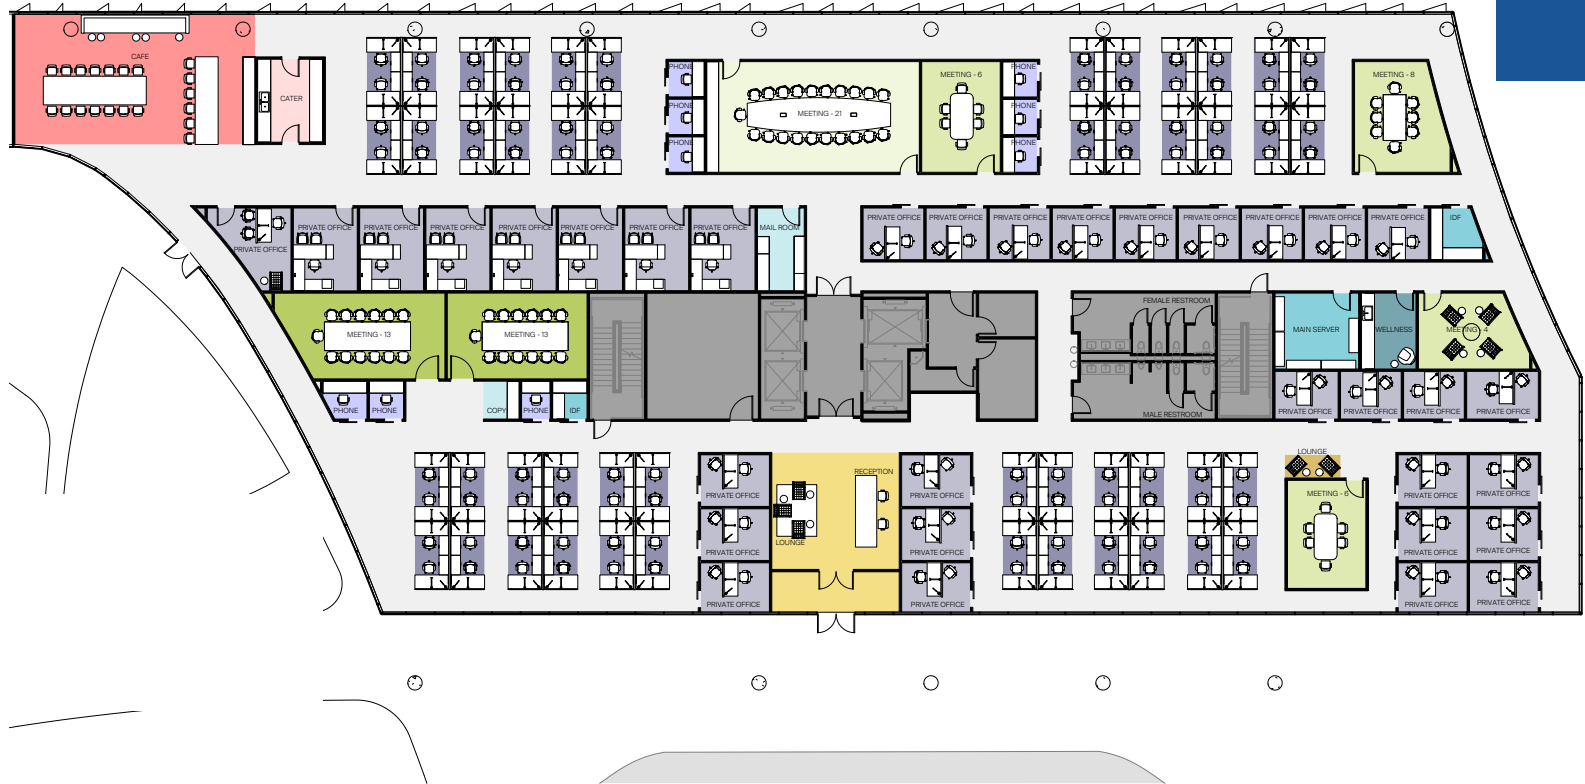 CAFE
CATER
PHONE
PHONE
PHONE
MEETING - 21
MEETING - 6
PHONE
PHONE
PHONE
MEETING - 8
PRIVATE OFFICE
PRIVATE OFFICE
PRIVATE OFFICE
PRIVATE OFFICE
PRIVATE OFFICE
PRIVATE OFFICE
PRIVATE OFFICE
PRIVATE OFFICE
MAIL ROOM
PRIVATE OFFICE
PRIVATE OFFICE
PRIVATE OFFICE
PRIVATE OFFICE
PRIVATE OFFICE
PRIVATE OFFICE
PRIVATE OFFICE
PRIVATE OFFICE
PRIVATE OFFICE
IDF
MEETING - 13
MEETING - 13
FEMALE RESTROOM
MAIN SERVER
WELLNESS
MEETING - 4
PHONE
PHONE
COPY
PHONE
IDF
MALE RESTROOM
PRIVATE OFFICE
PRIVATE OFFICE
PRIVATE OFFICE
PRIVATE OFFICE
LOUNGE
RECEPTION
PRIVATE OFFICE
PRIVATE OFFICE
MEETING - 6
PRIVATE OFFICE
PRIVATE OFFICE
LOUNGE
PRIVATE OFFICE
PRIVATE OFFICE
PRIVATE OFFICE
PRIVATE OFFICE
PRIVATE OFFICE
PRIVATE OFFICE
PRIVATE OFFICE
PRIVATE OFFICE